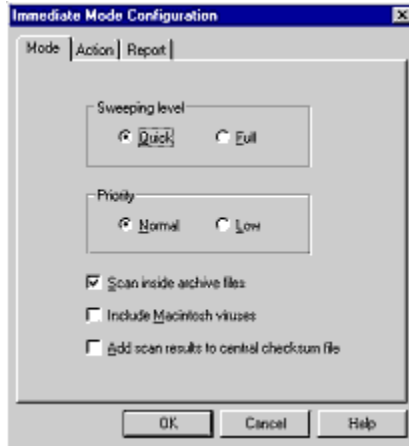 Immediate Mode Configuration
Mode Action Report
Sweeping level
Quick Full
Priority
Normal Low
Scan inside archive files
Include Macintosh viruses
Add scan results to central checksum file
OK Cancel Help